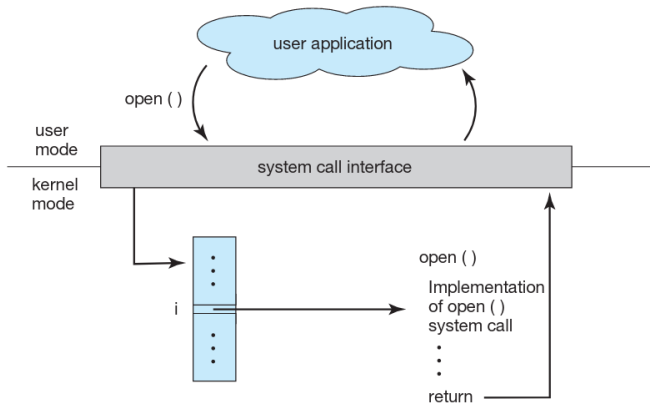 user application
open ( )
user
mode
system call interface
kernel
mode
open ( )
Implementation
of open ( )
system call
i
return